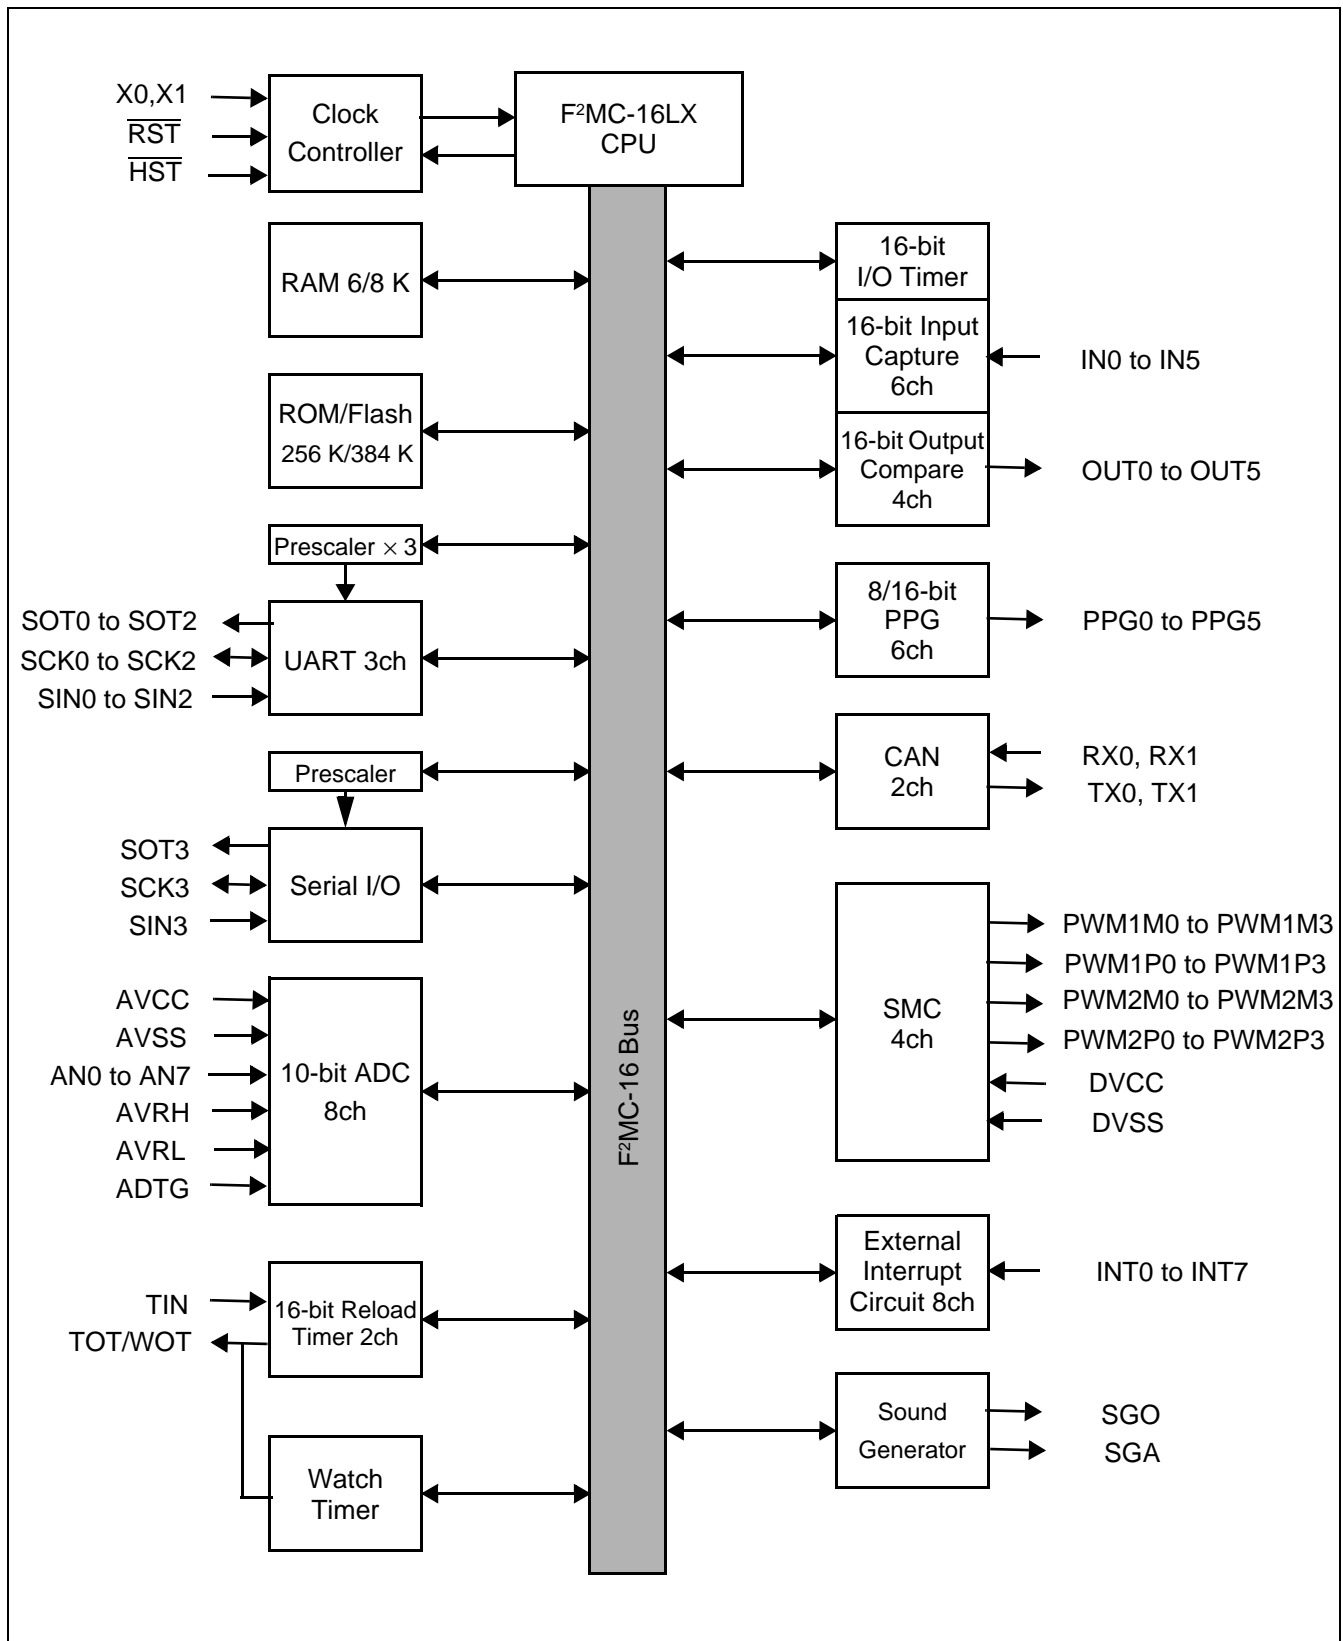 X0,X1
RST
HST
Clock
Controller
F²MC-16LX
CPU
RAM 6/8 K
ROM/Flash
256 K/384 K
Prescaler × 3
SOT0 to SOT2
SCK0 to SCK2
SIN0 to SIN2
UART 3ch
Prescaler
SOT3
SCK3
SIN3
Serial I/O
AVCC
AVSS
AN0 to AN7
AVRH
AVRL
ADTG
10-bit ADC
8ch
TIN
TOT/WOT
16-bit Reload
Timer 2ch
Watch
Timer
F²MC-16 Bus
16-bit
I/O Timer
16-bit Input
Capture
6ch
IN0 to IN5
16-bit Output
Compare
4ch
OUT0 to OUT5
8/16-bit
PPG
6ch
PPG0 to PPG5
CAN
2ch
RX0, RX1
TX0, TX1
SMC
4ch
PWM1M0 to PWM1M3
PWM1P0 to PWM1P3
PWM2M0 to PWM2M3
PWM2P0 to PWM2P3
DVCC
DVSS
External
Interrupt
Circuit 8ch
INT0 to INT7
Sound
Generator
SGO
SGA